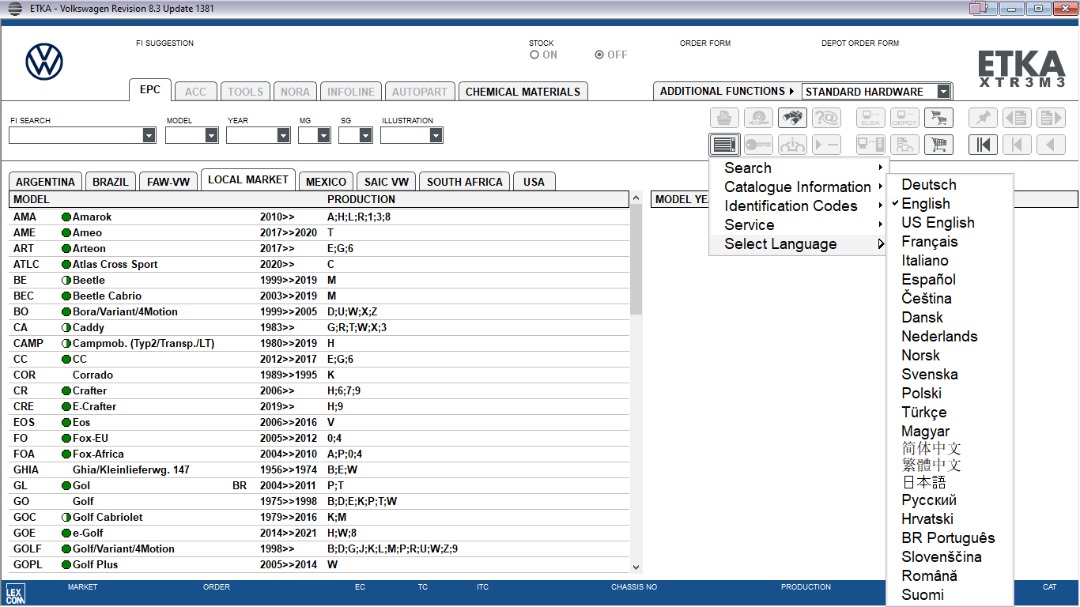 ETKA - Volkswagen Revision 8.3 Update 1381
FI SUGGESTION
STOCK
ON OFF
ORDER FORM
DEPOT ORDER FORM
ETKA
XTR3M3
EPC ACC TOOLS NORA INFOLINE AUTOPART CHEMICAL MATERIALS
ADDITIONAL FUNCTIONS STANDARD HARDWARE
FI SEARCH MODEL YEAR MG SG ILLUSTRATION
ARGENTINA BRAZIL FAW-VW LOCAL MARKET MEXICO SAIC VW SOUTH AFRICA USA
MODEL PRODUCTION
AMA Amarok 2010>> A;H;L;R;1;3;8
AME Ameo 2017>>2020 T
ART Arteon 2017>> E;G;6
ATLC Atlas Cross Sport 2020>> C
BE Beetle 1999>>2019 M
BEC Beetle Cabrio 2003>>2019 M
BO Bora/Variant/4Motion 1999>>2005 D;U;W;X;Z
CA Caddy 1983>> G;R;T;W;X;3
CAMP Campmob. (Typ2/Transp./LT) 1980>>2019 H
CC CC 2012>>2017 E;G;6
COR Corrado 1989>>1995 K
CR Crafter 2006>> H;6;7;9
CRE E-Crafter 2019>> H;9
EOS Eos 2006>>2016 V
FO Fox-EU 2005>>2012 0;4
FOA Fox-Africa 2004>>2010 A;P;0;4
GHIA Ghia/Kleinlieferwg. 147 1956>>1974 B;E;W
GL Gol BR 2004>>2011 P;T
GO Golf 1975>>1998 B;D;E;K;P;T;W
GOC Golf Cabriolet 1979>>2016 K;M
GOE e-Golf 2014>>2021 H;W;8
GOLF Golf/Variant/4Motion 1998>> B;D;G;J;K;L;M;P;R;U;W;Z;9
GOPL Golf Plus 2005>>2014 W
MODEL YE
Search
Catalogue Information
Identification Codes
Service
Select Language
Deutsch
English
US English
Français
Italiano
Español
Čeština
Dansk
Nederlands
Norsk
Svenska
Polski
Türkçe
Magyar
简体中文
繁體中文
日本語
Русский
Hrvatski
BR Português
Slovenščina
Română
Suomi
LEX
COM
MARKET ORDER EC TC ITC CHASSIS NO PRODUCTION CAT